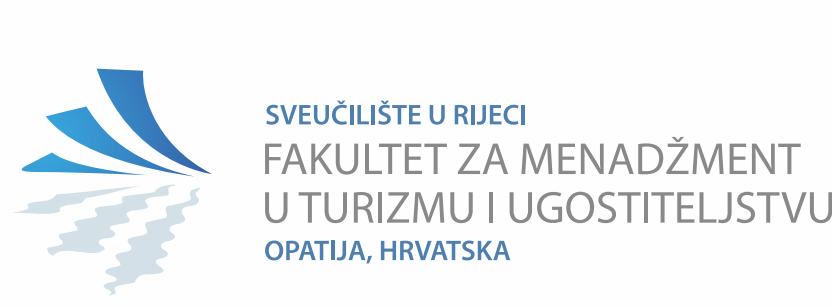 SVEUČILIŠTE U RIJECI
FAKULTET ZA MENADŽMENT
U TURIZMU I UGOSTITELJSTVU
OPATIJA, HRVATSKA